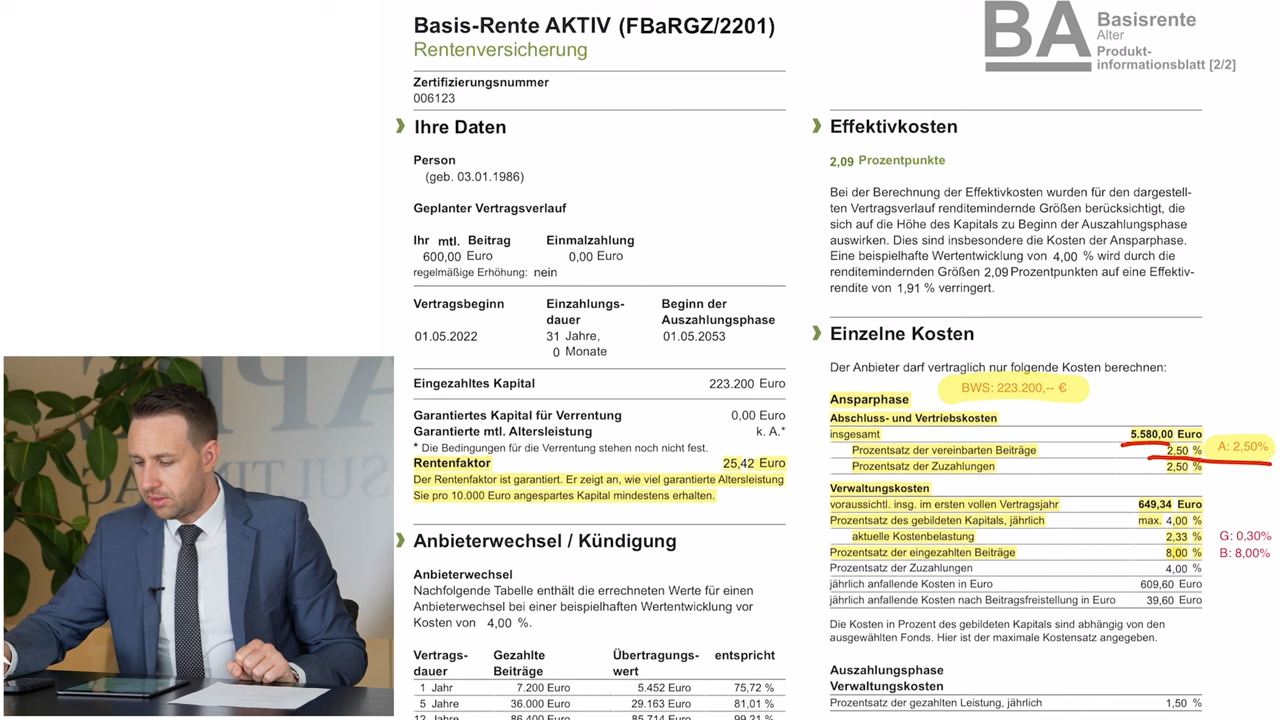 Basis-Rente AKTIV (FBaRGZ/2201)
Rentenversicherung
Zertifizierungsnummer
006123
Ihre Daten
Person
(geb. 03.01.1986)
Geplanter Vertragsverlauf
Ihr mtl. Beitrag Einmalzahlung
600,00 Euro 0,00 Euro
regelmäßige Erhöhung: nein
Vertragsbeginn Einzahlungs- Beginn der
dauer Auszahlungsphase
01.05.2022 31 Jahre, 01.05.2053
0 Monate
Eingezahltes Kapital 223.200 Euro
Garantiertes Kapital für Verrentung 0,00 Euro
Garantierte mtl. Altersleistung k. A.*
* Die Bedingungen für die Verrentung stehen noch nicht fest.
Rentenfaktor 25,42 Euro
Der Rentenfaktor ist garantiert. Er zeigt an, wie viel garantierte Altersleistung
Sie pro 10.000 Euro angespartes Kapital mindestens erhalten.
Anbieterwechsel / Kündigung
Anbieterwechsel
Nachfolgende Tabelle enthält die errechneten Werte für einen
Anbieterwechsel bei einer beispielhaften Wertentwicklung vor
Kosten von 4,00 %.
Vertrags- Gezahlte Übertragungs- entspricht
dauer Beiträge wert
1 Jahr 7.200 Euro 5.452 Euro 75,72 %
5 Jahre 36.000 Euro 29.163 Euro 81,01 %
12 Jahre 86.400 Euro 85.714 Euro 99,21 %
BA Basisrente
Alter
Produkt-
informationsblatt [2/2]
Effektivkosten
2,09 Prozentpunkte
Bei der Berechnung der Effektivkosten wurden für den dargestell-
ten Vertragsverlauf renditemindernde Größen berücksichtigt, die
sich auf die Höhe des Kapitals zu Beginn der Auszahlungsphase
auswirken. Dies sind insbesondere die Kosten der Ansparphase.
Eine beispielhafte Wertentwicklung von 4,00 % wird durch die
renditemindernden Größen 2,09 Prozentpunkten auf eine Effektiv-
rendite von 1,91 % verringert.
Einzelne Kosten
Der Anbieter darf vertraglich nur folgende Kosten berechnen:
BWS: 223.200,-- €
Ansparphase
Abschluss- und Vertriebskosten
insgesamt 5.580,00 Euro
Prozentsatz der vereinbarten Beiträge 2,50 % A: 2,50%
Prozentsatz der Zuzahlungen 2,50 %
Verwaltungskosten
voraussichtl. insg. im ersten vollen Vertragsjahr 649,34 Euro
Prozentsatz des gebildeten Kapitals, jährlich max. 4,00 %
aktuelle Kostenbelastung 2,33 % G: 0,30%
Prozentsatz der eingezahlten Beiträge 8,00 % B: 8,00%
Prozentsatz der Zuzahlungen 4,00 %
jährlich anfallende Kosten in Euro 609,60 Euro
jährlich anfallende Kosten nach Beitragsfreistellung in Euro 39,60 Euro
Die Kosten in Prozent des gebildeten Kapitals sind abhängig von den
ausgewählten Fonds. Hier ist der maximale Kostensatz angegeben.
Auszahlungsphase
Verwaltungskosten
Prozentsatz der gezahlten Leistung, jährlich 1,50 %